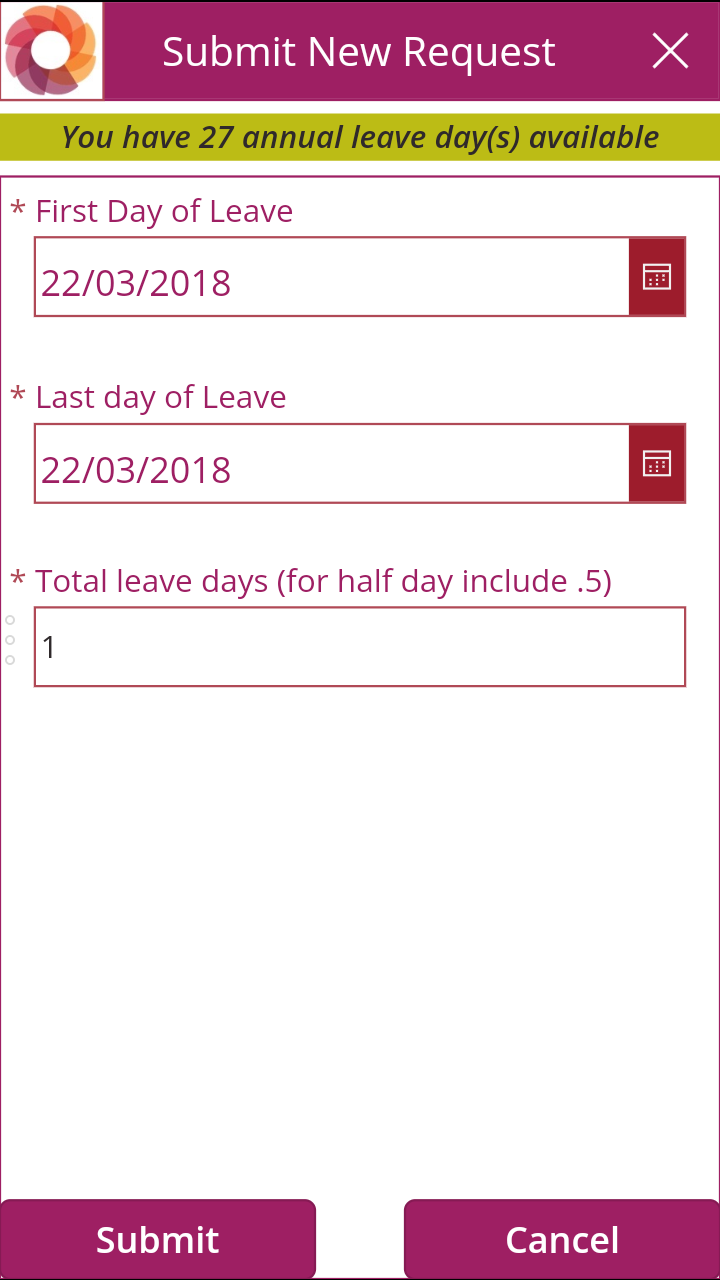 Submit New Request
You have 27 annual leave day(s) available
* First Day of Leave
22/03/2018
* Last day of Leave
22/03/2018
* Total leave days (for half day include .5)
1
Submit
Cancel